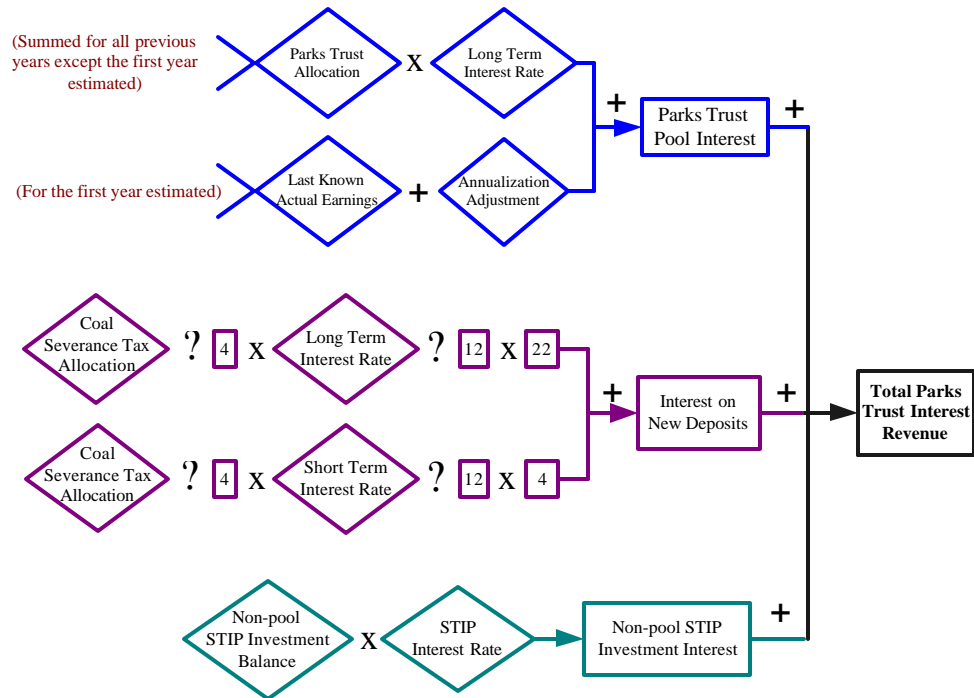 (Summed for all previous
years except the first year
estimated)
Parks Trust
Allocation
x
Long Term
Interest Rate
+
Parks Trust
Pool Interest
+
(For the first year estimated)
Last Known
Actual Earnings
+
Annualization
Adjustment
Coal
Severance Tax
Allocation
? 4 x
Long Term
Interest Rate
? 12 x 22
+
Interest on
New Deposits
+
Total Parks
Trust Interest
Revenue
Coal
Severance Tax
Allocation
? 4 x
Short Term
Interest Rate
? 12 x 4
Non-pool
STIP Investment
Balance
x
STIP
Interest Rate
Non-pool STIP
Investment Interest
+